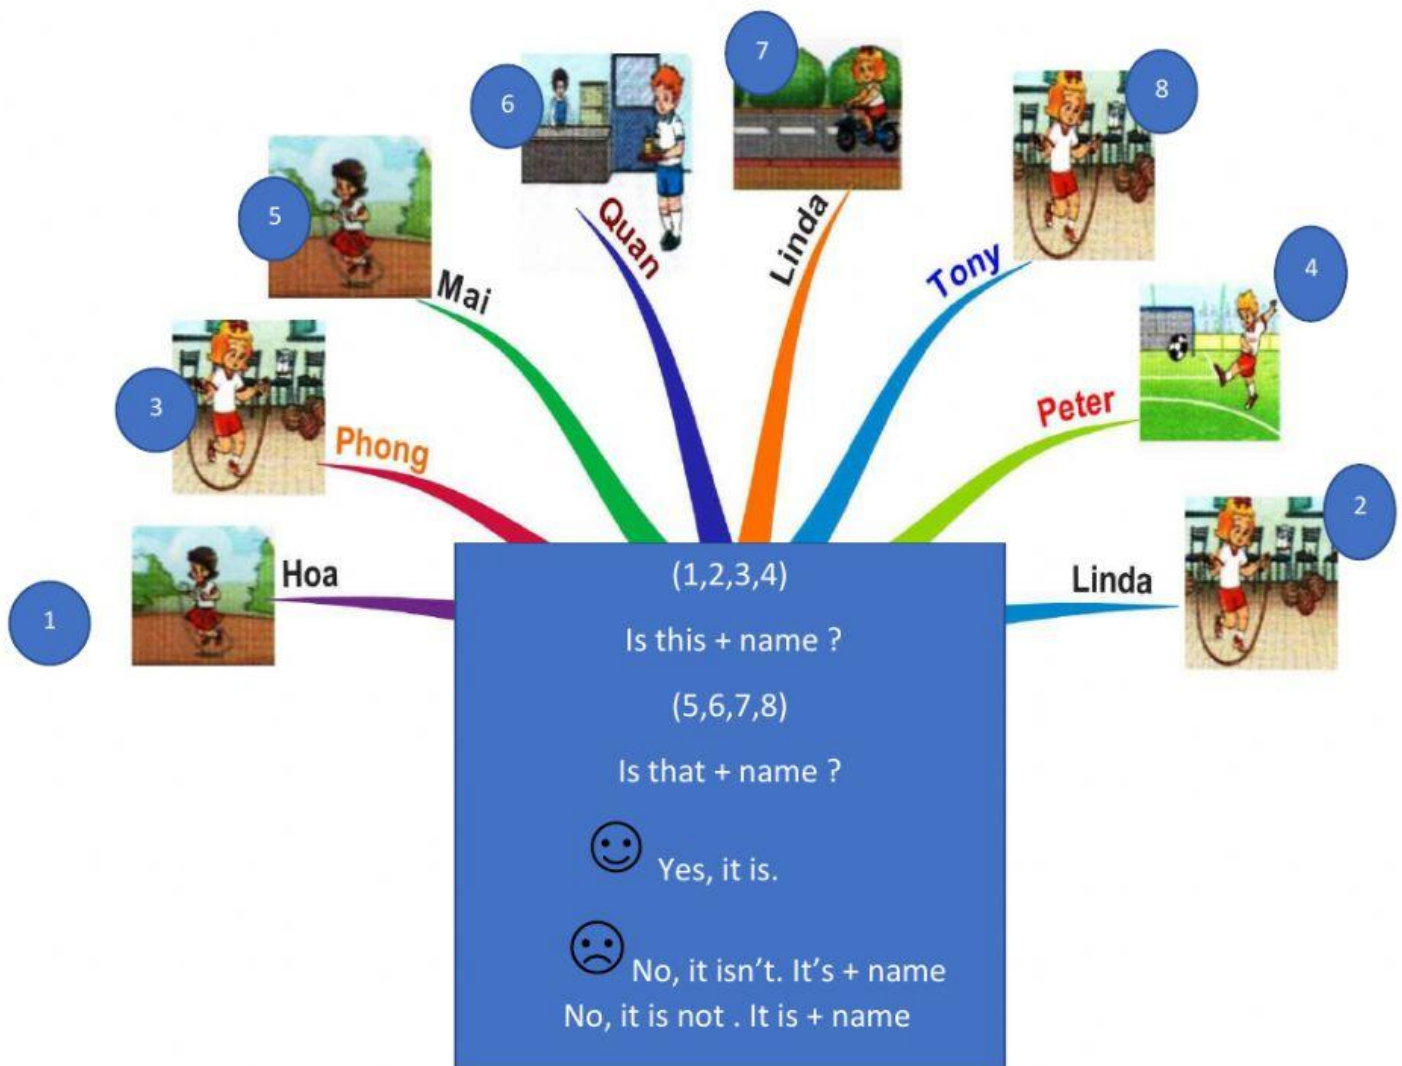 7
8
6
5
Quan
Linda
Tony
4
Mai
3
Peter
Phong
2
Hoa
Linda
1
(1,2,3,4)
Is this + name ?
(5,6,7,8)
Is that + name ?
Yes, it is.
No, it isn’t. It’s + name
No, it is not . It is + name